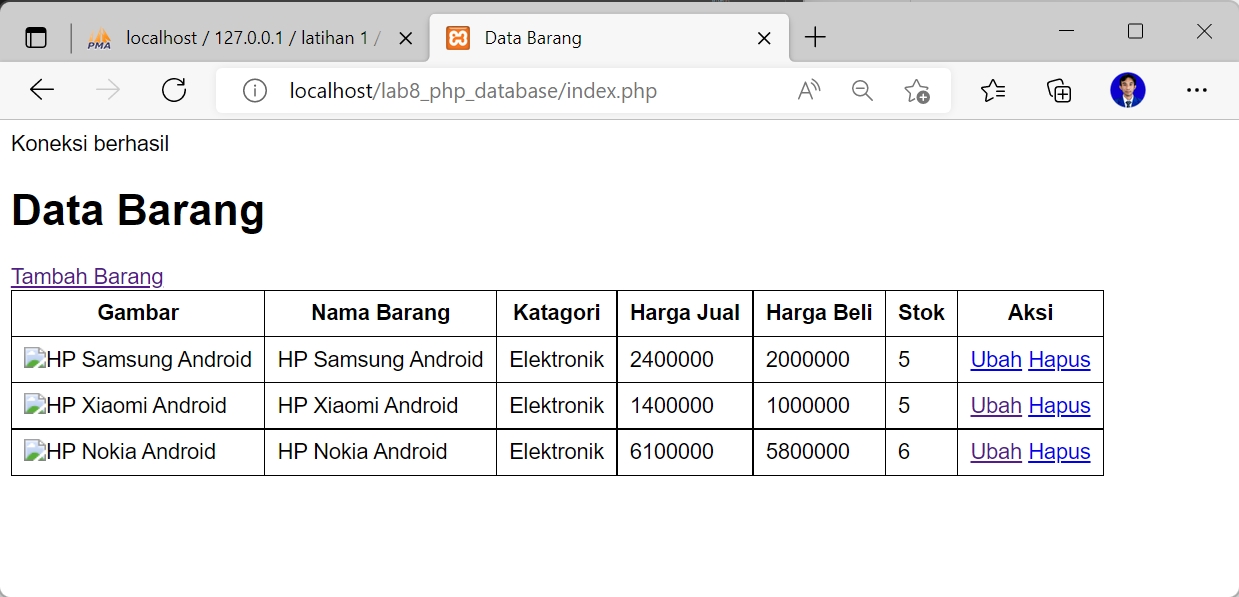 PMA localhost / 127.0.0.1 / latihan 1 / Data Barang
localhost/lab8_php_database/index.php
Koneksi berhasil
Data Barang
Tambah Barang
Gambar Nama Barang Katagori Harga Jual Harga Beli Stok Aksi
HP Samsung Android HP Samsung Android Elektronik 2400000 2000000 5 Ubah Hapus
HP Xiaomi Android HP Xiaomi Android Elektronik 1400000 1000000 5 Ubah Hapus
HP Nokia Android HP Nokia Android Elektronik 6100000 5800000 6 Ubah Hapus